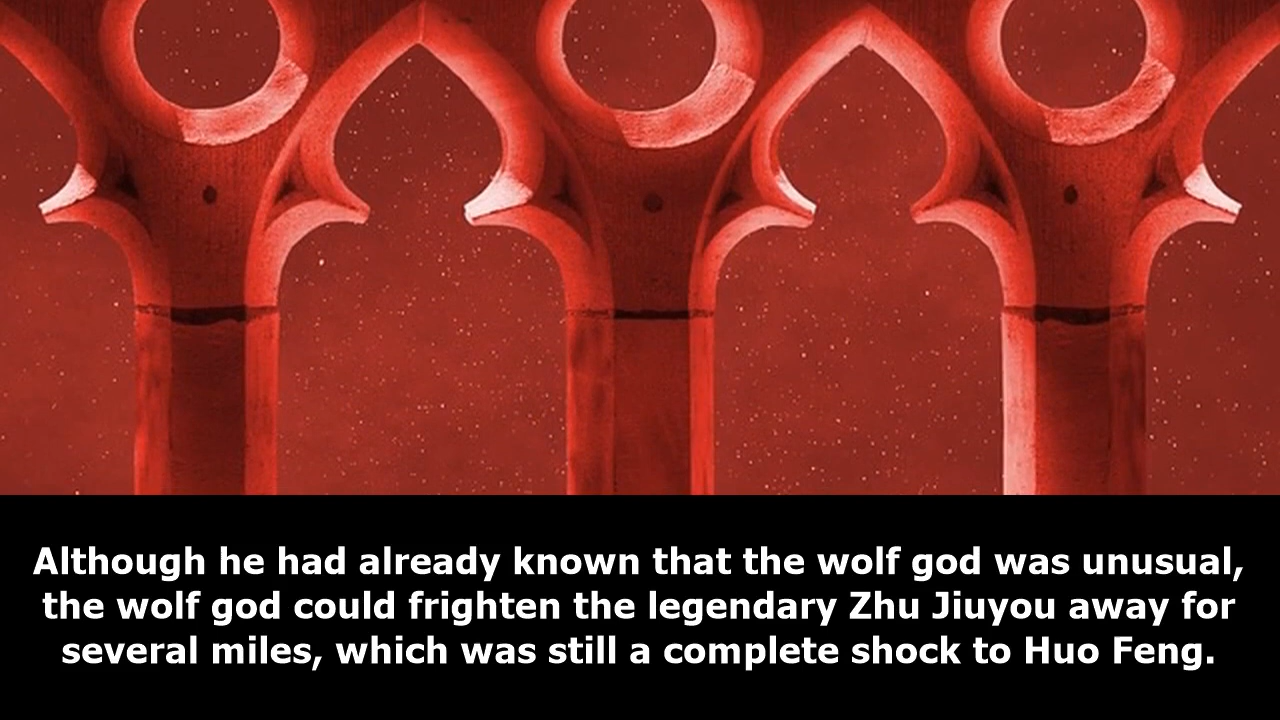 Although he had already known that the wolf god was unusual,
the wolf god could frighten the legendary Zhu Jiuyou away for
several miles, which was still a complete shock to Huo Feng.